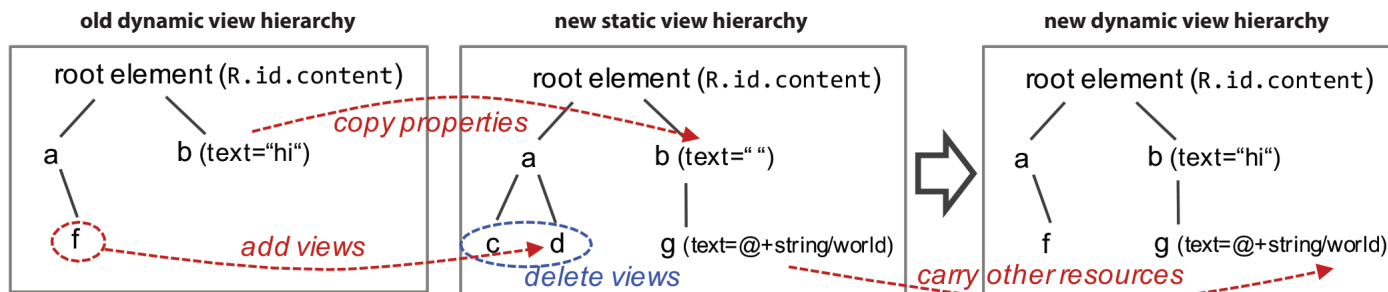 old dynamic view hierarchy
new static view hierarchy
new dynamic view hierarchy
root element (R.id.content)
root element (R.id.content)
root element (R.id.content)
copy properties
a
b (text="hi")
a
b (text=" ")
a
b (text="hi")
f
add views
c
d
g (text=@+string/world)
f
g (text=@+string/world)
delete views
carry other resources